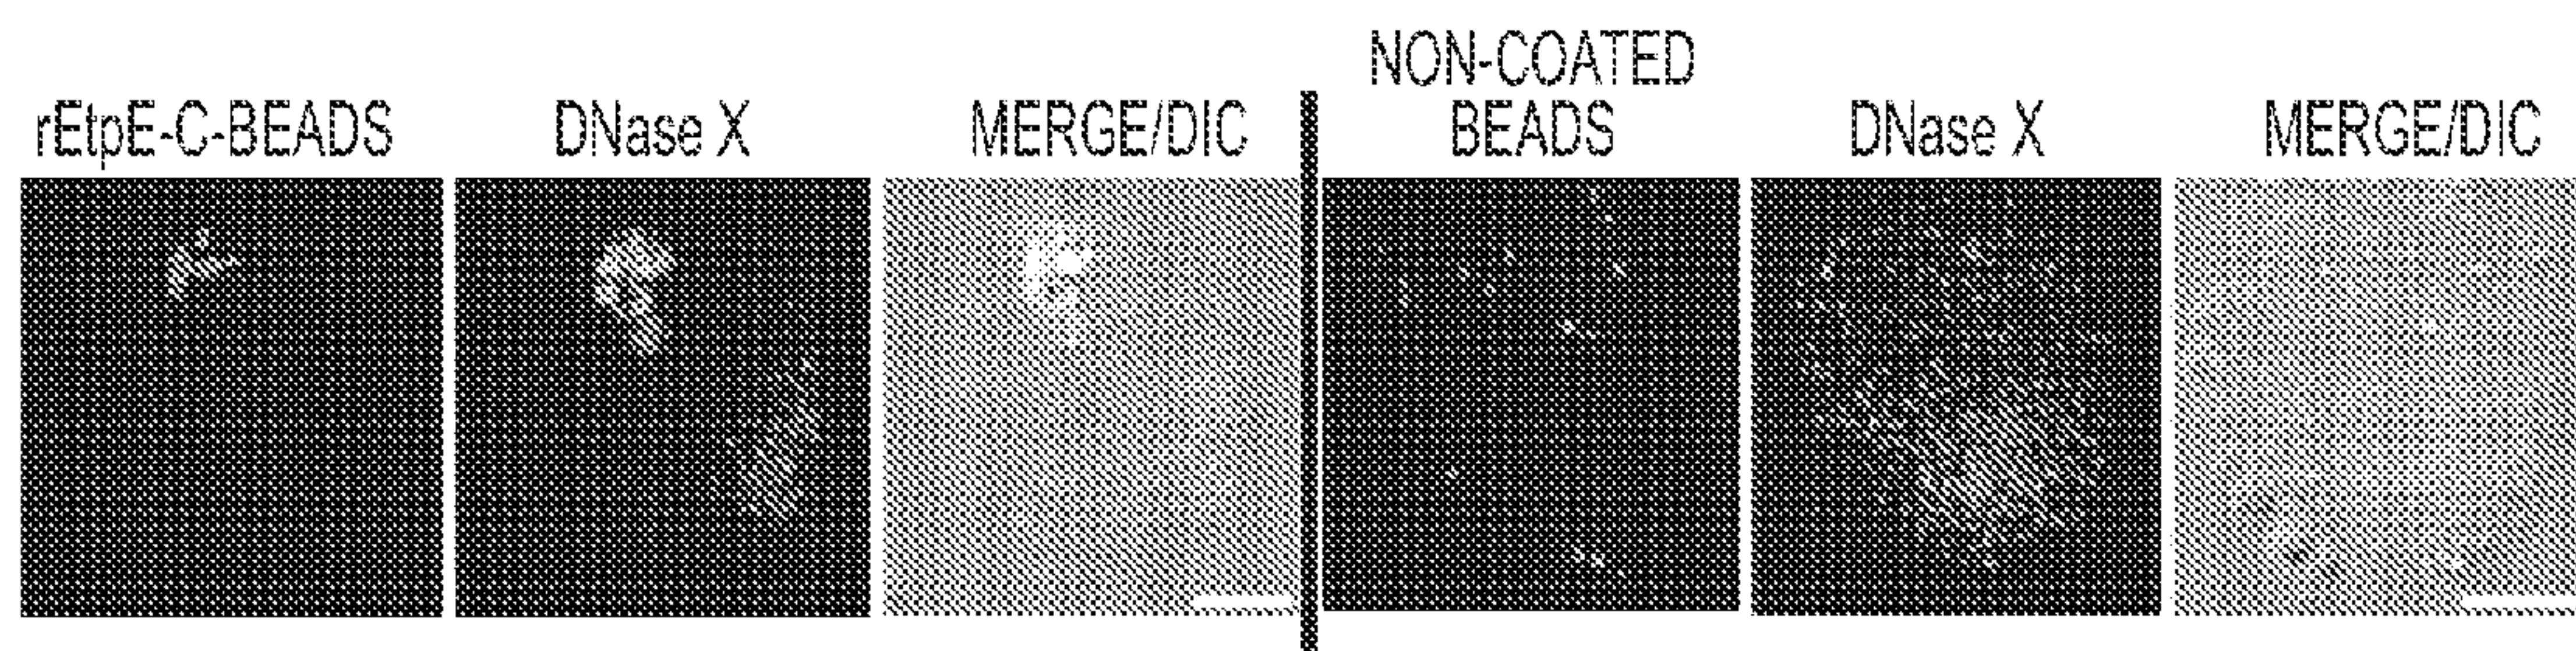 rEtpE-C-BEADS DNase X MERGE/DIC NON-COATED BEADS DNase X MERGE/DIC